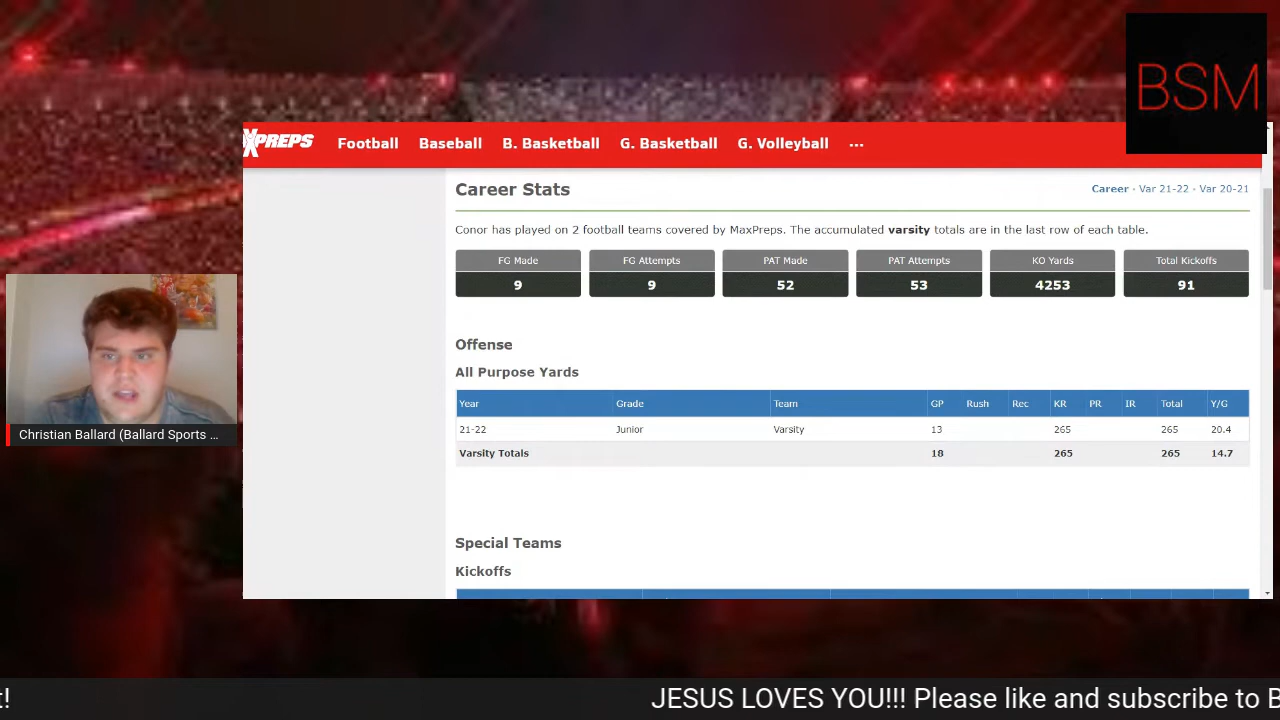 BSM
XPREPS Football Baseball B. Basketball G. Basketball G. Volleyball ...
Career Stats
Career · Var 21-22 · Var 20-21
Conor has played on 2 football teams covered by MaxPreps. The accumulated varsity totals are in the last row of each table.
FG Made FG Attempts PAT Made PAT Attempts KO Yards Total Kickoffs
9 9 52 53 4253 91
Offense
All Purpose Yards
Year Grade Team GP Rush Rec KR PR IR Total Y/G
21-22 Junior Varsity 13 265 265 20.4
Varsity Totals 18 265 265 14.7
Special Teams
Kickoffs
Christian Ballard (Ballard Sports ...
JESUS LOVES YOU!!! Please like and subscribe to